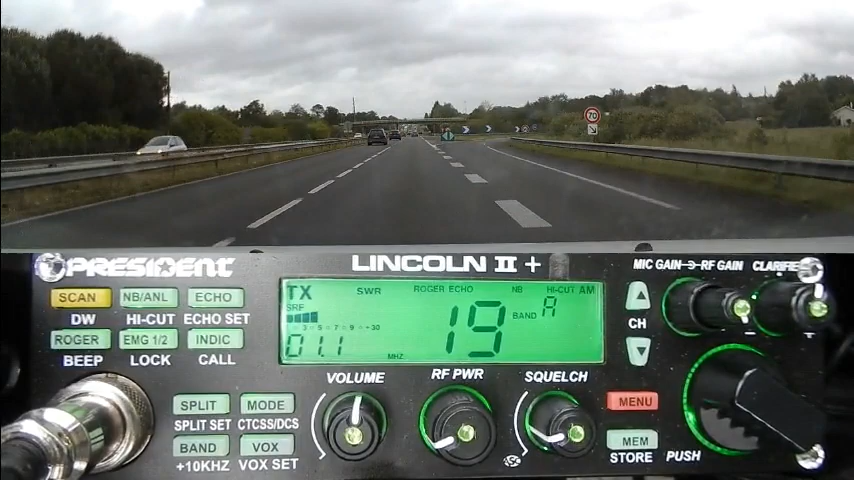 70
PRESIDENT LINCOLN II + MIC GAIN RF GAIN CLARIFIER
SCAN NB/ANL ECHO
DW HI-CUT ECHO SET
ROGER EMG 1/2 INDIC
BEEP LOCK CALL
TX SWR ROGER ECHO NB HI-CUT AM
SRF
19 BAND A
01.1 MHZ
CH
VOLUME RF PWR SQUELCH
SPLIT MODE
SPLIT SET CTCSS/DCS
BAND VOX
+10KHZ VOX SET
ASC
MENU
MEM
STORE PUSH